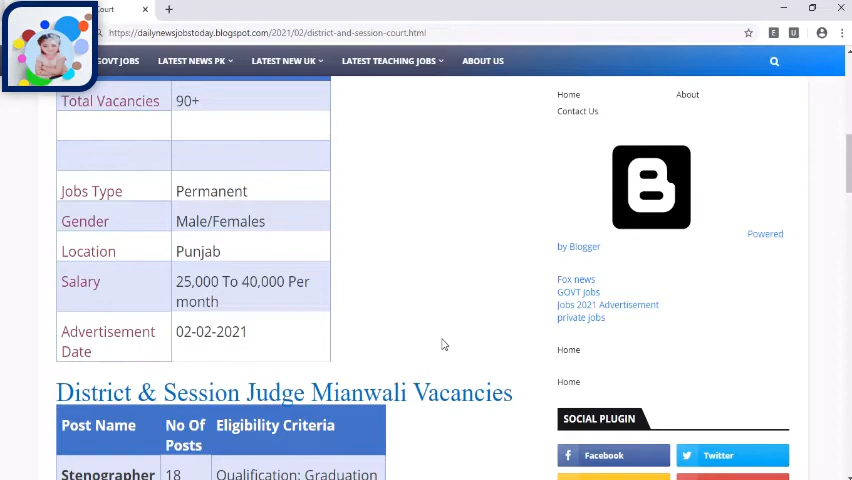 Court
https://dailynewsjobstoday.blogspot.com/2021/02/district-and-session-court.html
E U
GOVT JOBS LATEST NEWS PK LATEST NEW UK LATEST TEACHING JOBS ABOUT US
Total Vacancies 90+
Jobs Type Permanent
Gender Male/Females
Location Punjab
Salary 25,000 To 40,000 Per
month
Advertisement 02-02-2021
Date
District & Session Judge Mianwali Vacancies
Post Name No Of Eligibility Criteria
Posts
Stenographer 18 Qualification: Graduation
Home About
Contact Us
Powered
by Blogger
Fox news
GOVT Jobs
Jobs 2021 Advertisement
private jobs
Home
Home
SOCIAL PLUGIN
Facebook Twitter